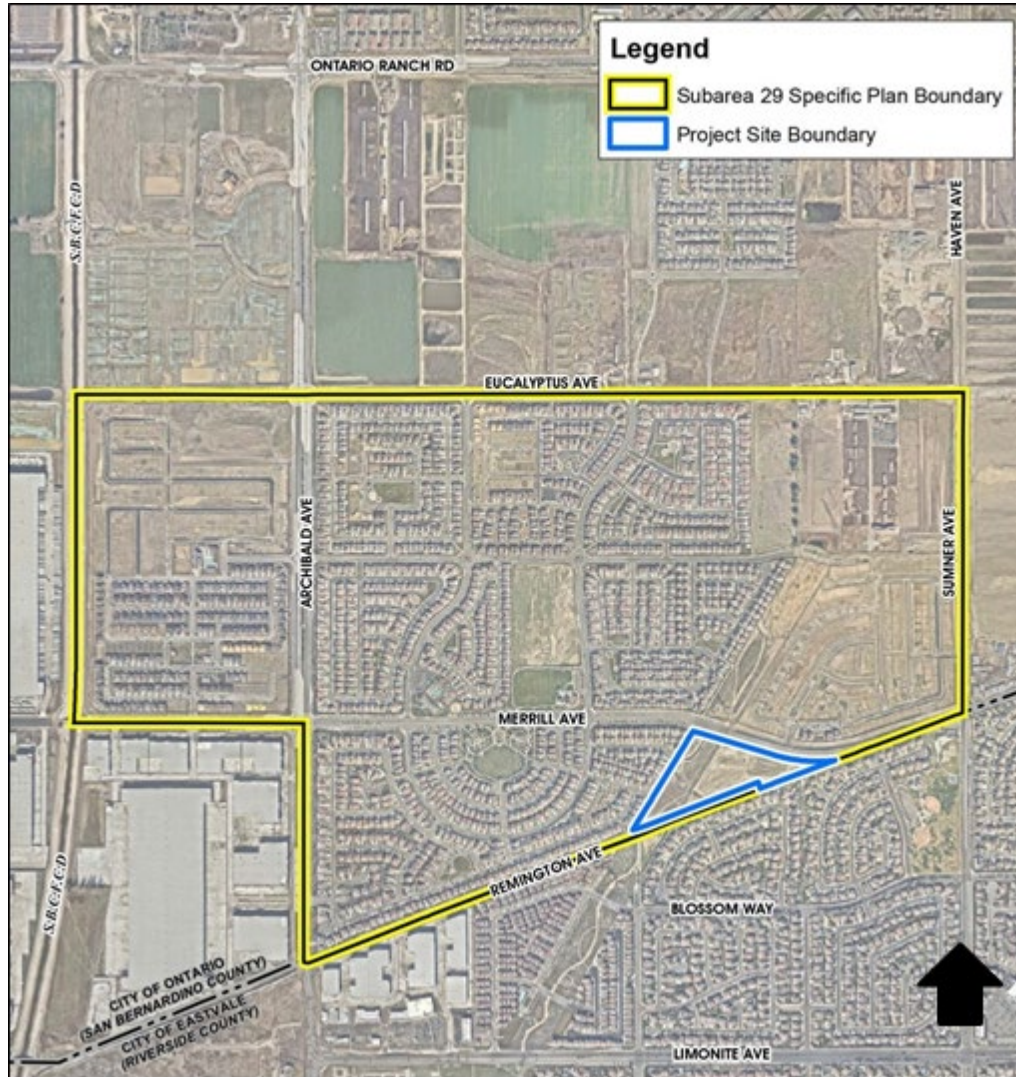 Legend
Subarea 29 Specific Plan Boundary
Project Site Boundary
ONTARIO RANCH RD
S.B.C.F.C.D
HAVEN AVE
EUCALYPTUS AVE
ARCHIBALD AVE
SUMNER AVE
MERRILL AVE
REMINGTON AVE
BLOSSOM WAY
S.B.C.F.C.D
CITY OF ONTARIO
(SAN BERNARDINO COUNTY)
CITY OF EASTVALE
(RIVERSIDE COUNTY)
LIMONITE AVE